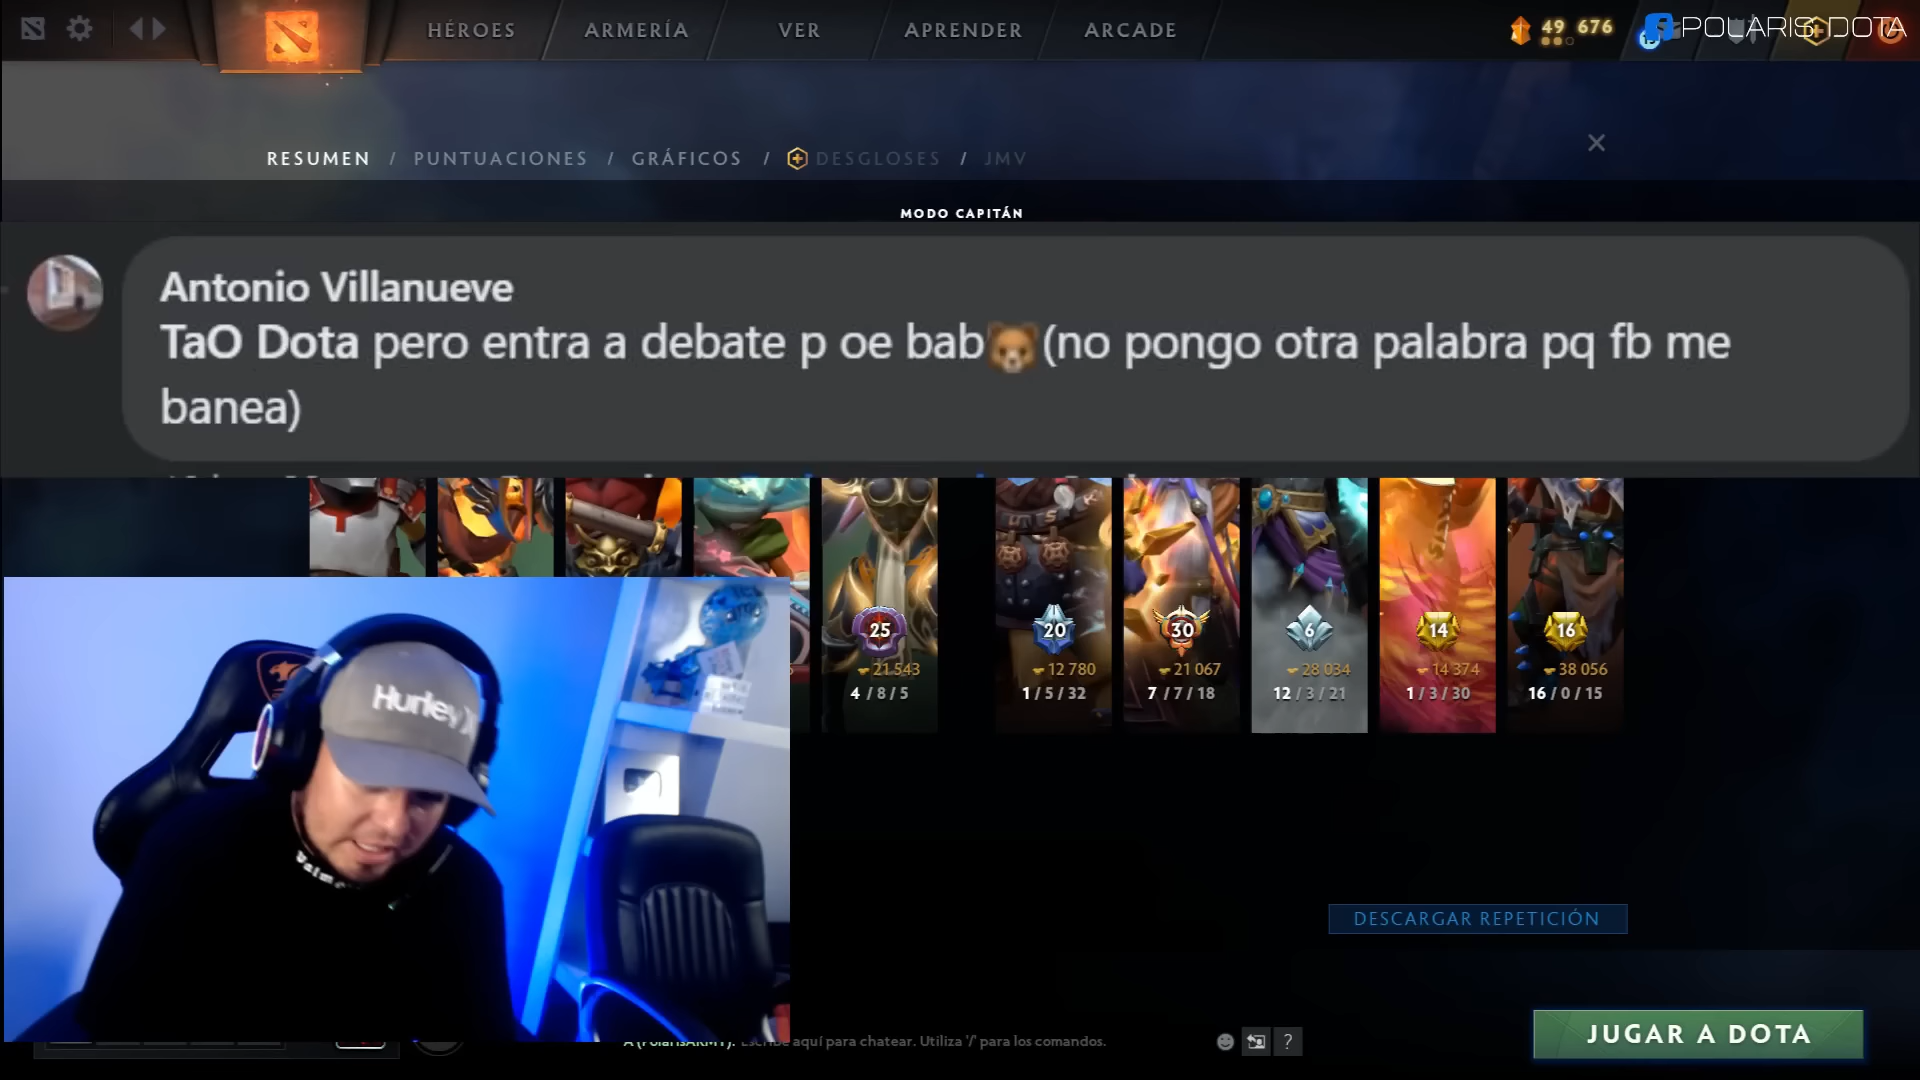 HÉROES
ARMERÍA
VER
APRENDER
ARCADE
49 676
POLARIS DOTA
RESUMEN / PUNTUACIONES / GRÁFICOS / DESGLOSES / JMV
MODO CAPITÁN
Antonio Villanueve
TaO Dota pero entra a debate p oe bab🐻(no pongo otra palabra pq fb me
banea)
Hurley
25
21 543
4 / 8 / 5
20
12 780
1 / 5 / 32
30
21 067
7 / 7 / 18
6
28 034
12 / 3 / 21
14
14 374
1 / 3 / 30
16
38 056
16 / 0 / 15
DESCARGAR REPETICIÓN
aquí para chatear. Utiliza '/' para los comandos.
?
JUGAR A DOTA